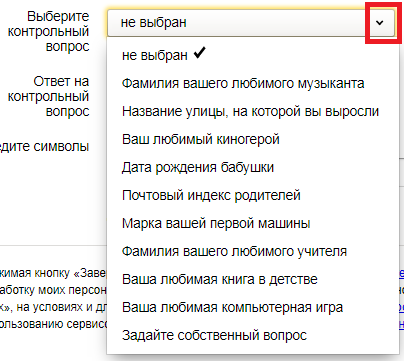 Выберите контрольный вопрос
не выбран
не выбран
Фамилия вашего любимого музыканта
Название улицы, на которой вы выросли
Ваш любимый киногерой
Дата рождения бабушки
Почтовый индекс родителей
Марка вашей первой машины
Фамилия вашего любимого учителя
Ваша любимая книга в детстве
Ваша любимая компьютерная игра
Задайте собственный вопрос
Ответ на контрольный вопрос
едите символы
жимая кнопку «Заве
аботку моих персон
х», на условиях и дл
пользованию сервисо